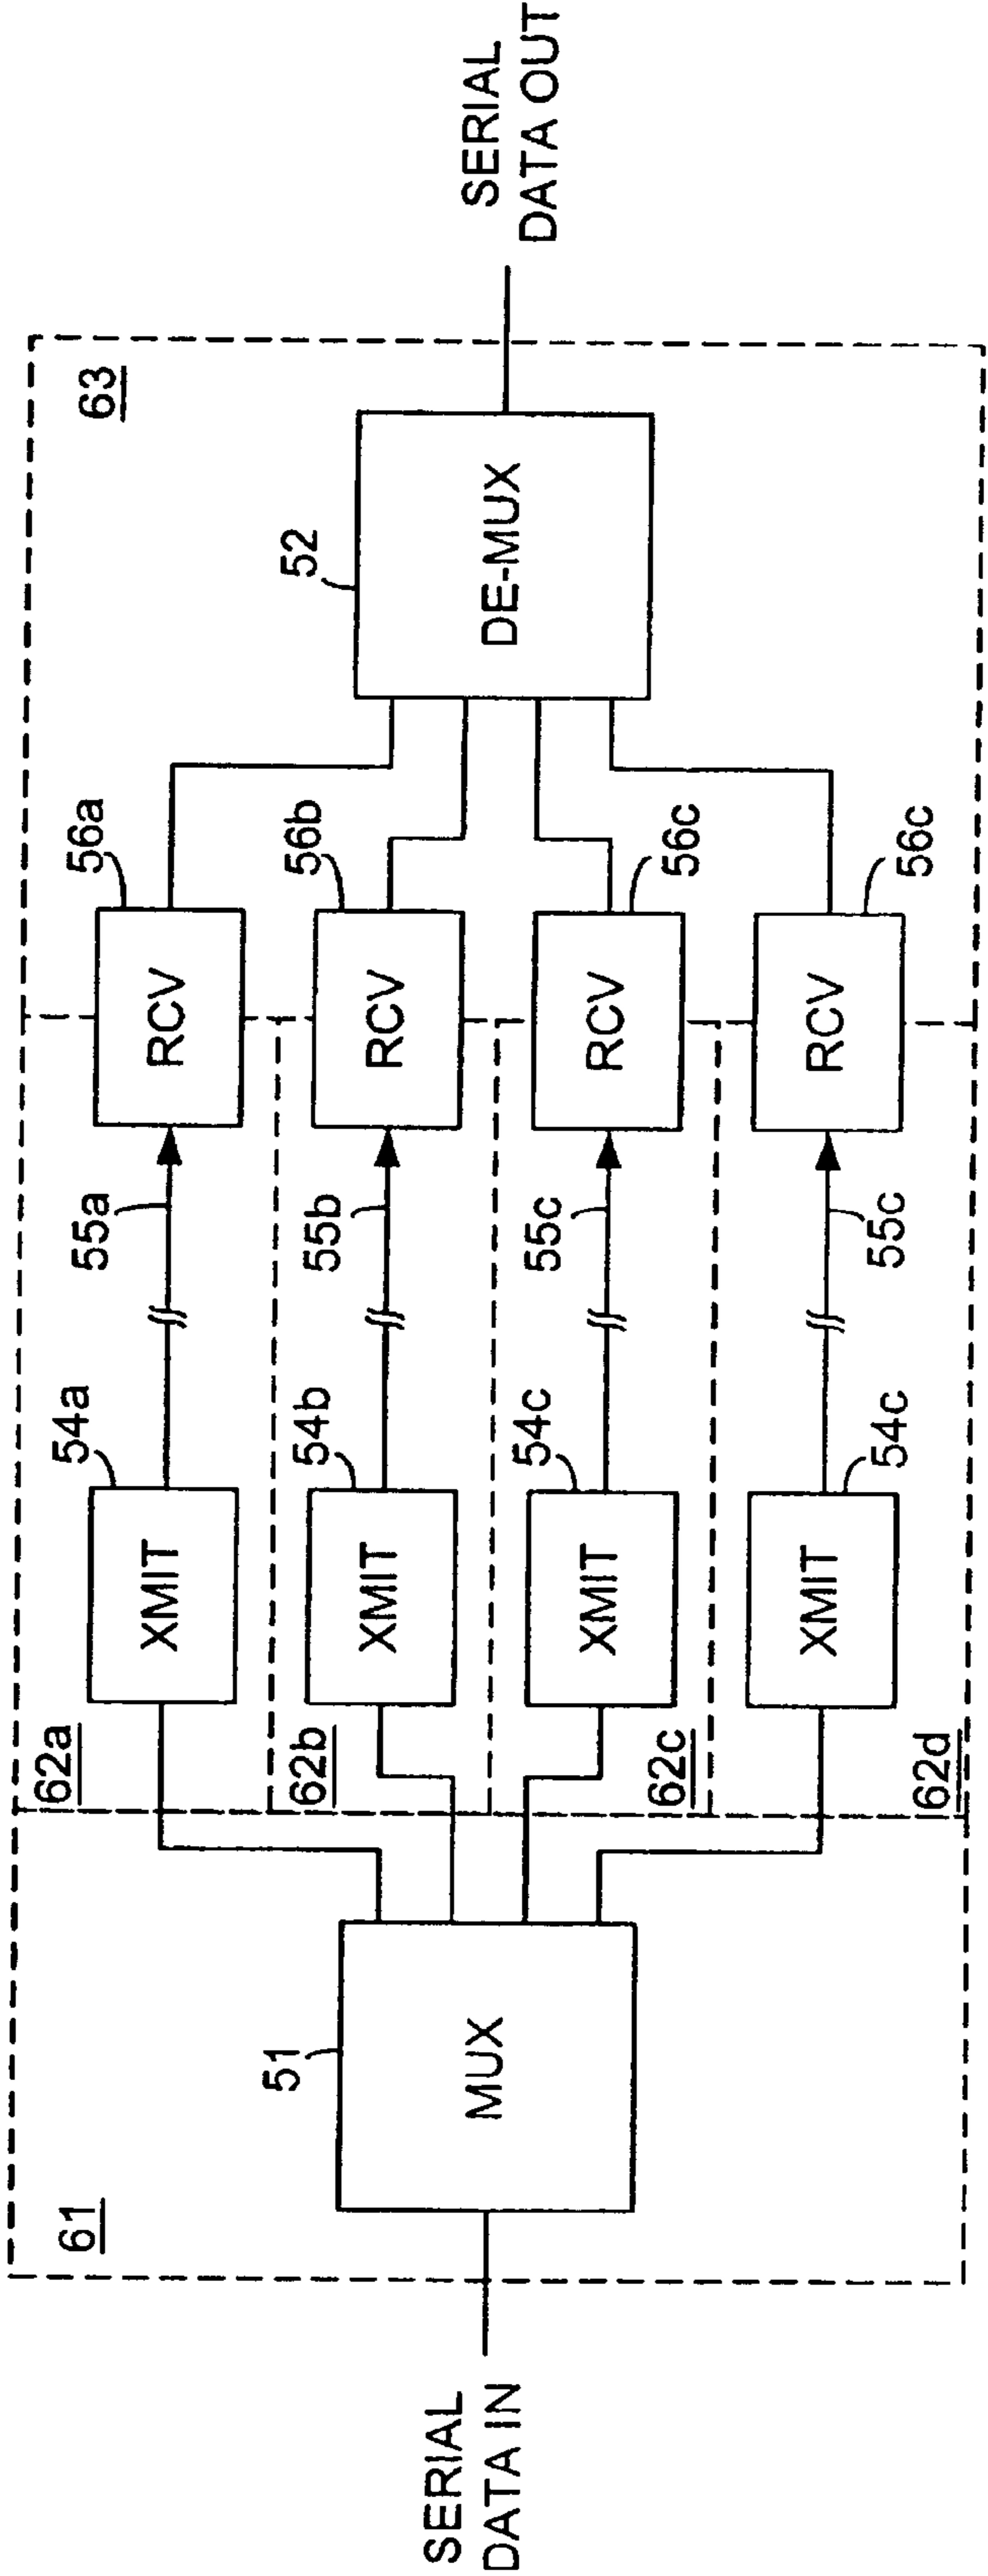 61
51
MUX
SERIAL
DATA IN
62a
62b
62c
62d
54a
XMIT
54b
XMIT
54c
XMIT
54c
XMIT
55a
55b
55c
55c
56a
RCV
56b
RCV
56c
RCV
56c
RCV
63
52
DE-MUX
SERIAL
DATA OUT